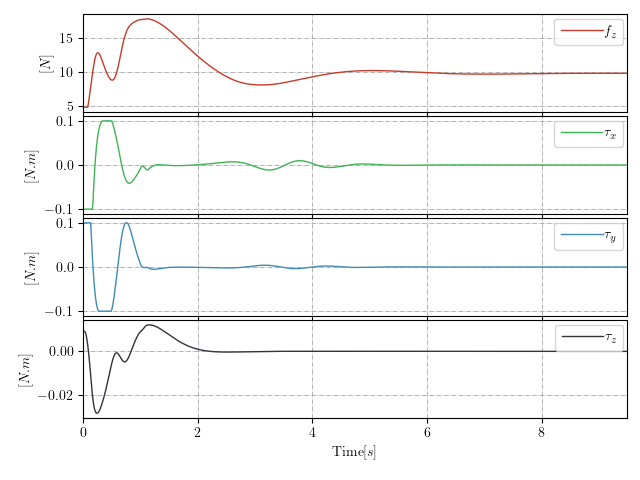 [N]
15
10
5
f_z
[N.m]
0.1
0.0
−0.1
τ_x
[N.m]
0.1
0.0
−0.1
τ_y
[N.m]
0.00
−0.02
τ_z
0 2 4 6 8
Time[s]